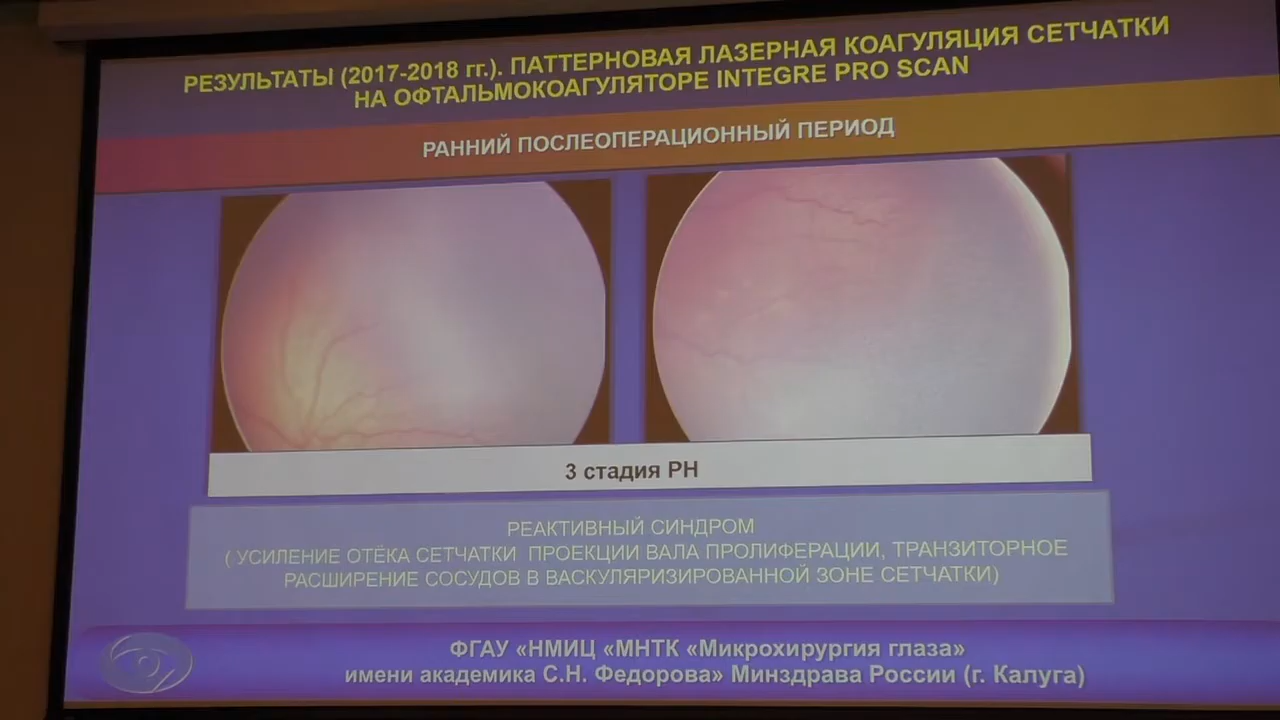 РЕЗУЛЬТАТЫ (2017-2018 гг.). ПАТТЕРНОВАЯ ЛАЗЕРНАЯ КОАГУЛЯЦИЯ СЕТЧАТКИ
НА ОФТАЛЬМОКОАГУЛЯТОРЕ INTEGRE PRO SCAN
РАННИЙ ПОСЛЕОПЕРАЦИОННЫЙ ПЕРИОД
3 стадия РН
РЕАКТИВНЫЙ СИНДРОМ
( УСИЛЕНИЕ ОТЁКА СЕТЧАТКИ ПРОЕКЦИИ ВАЛА ПРОЛИФЕРАЦИИ, ТРАНЗИТОРНОЕ
РАСШИРЕНИЕ СОСУДОВ В ВАСКУЛЯРИЗИРОВАННОЙ ЗОНЕ СЕТЧАТКИ)
ФГАУ «НМИЦ «МНТК «Микрохирургия глаза»
имени академика С.Н. Федорова» Минздрава России (г. Калуга)